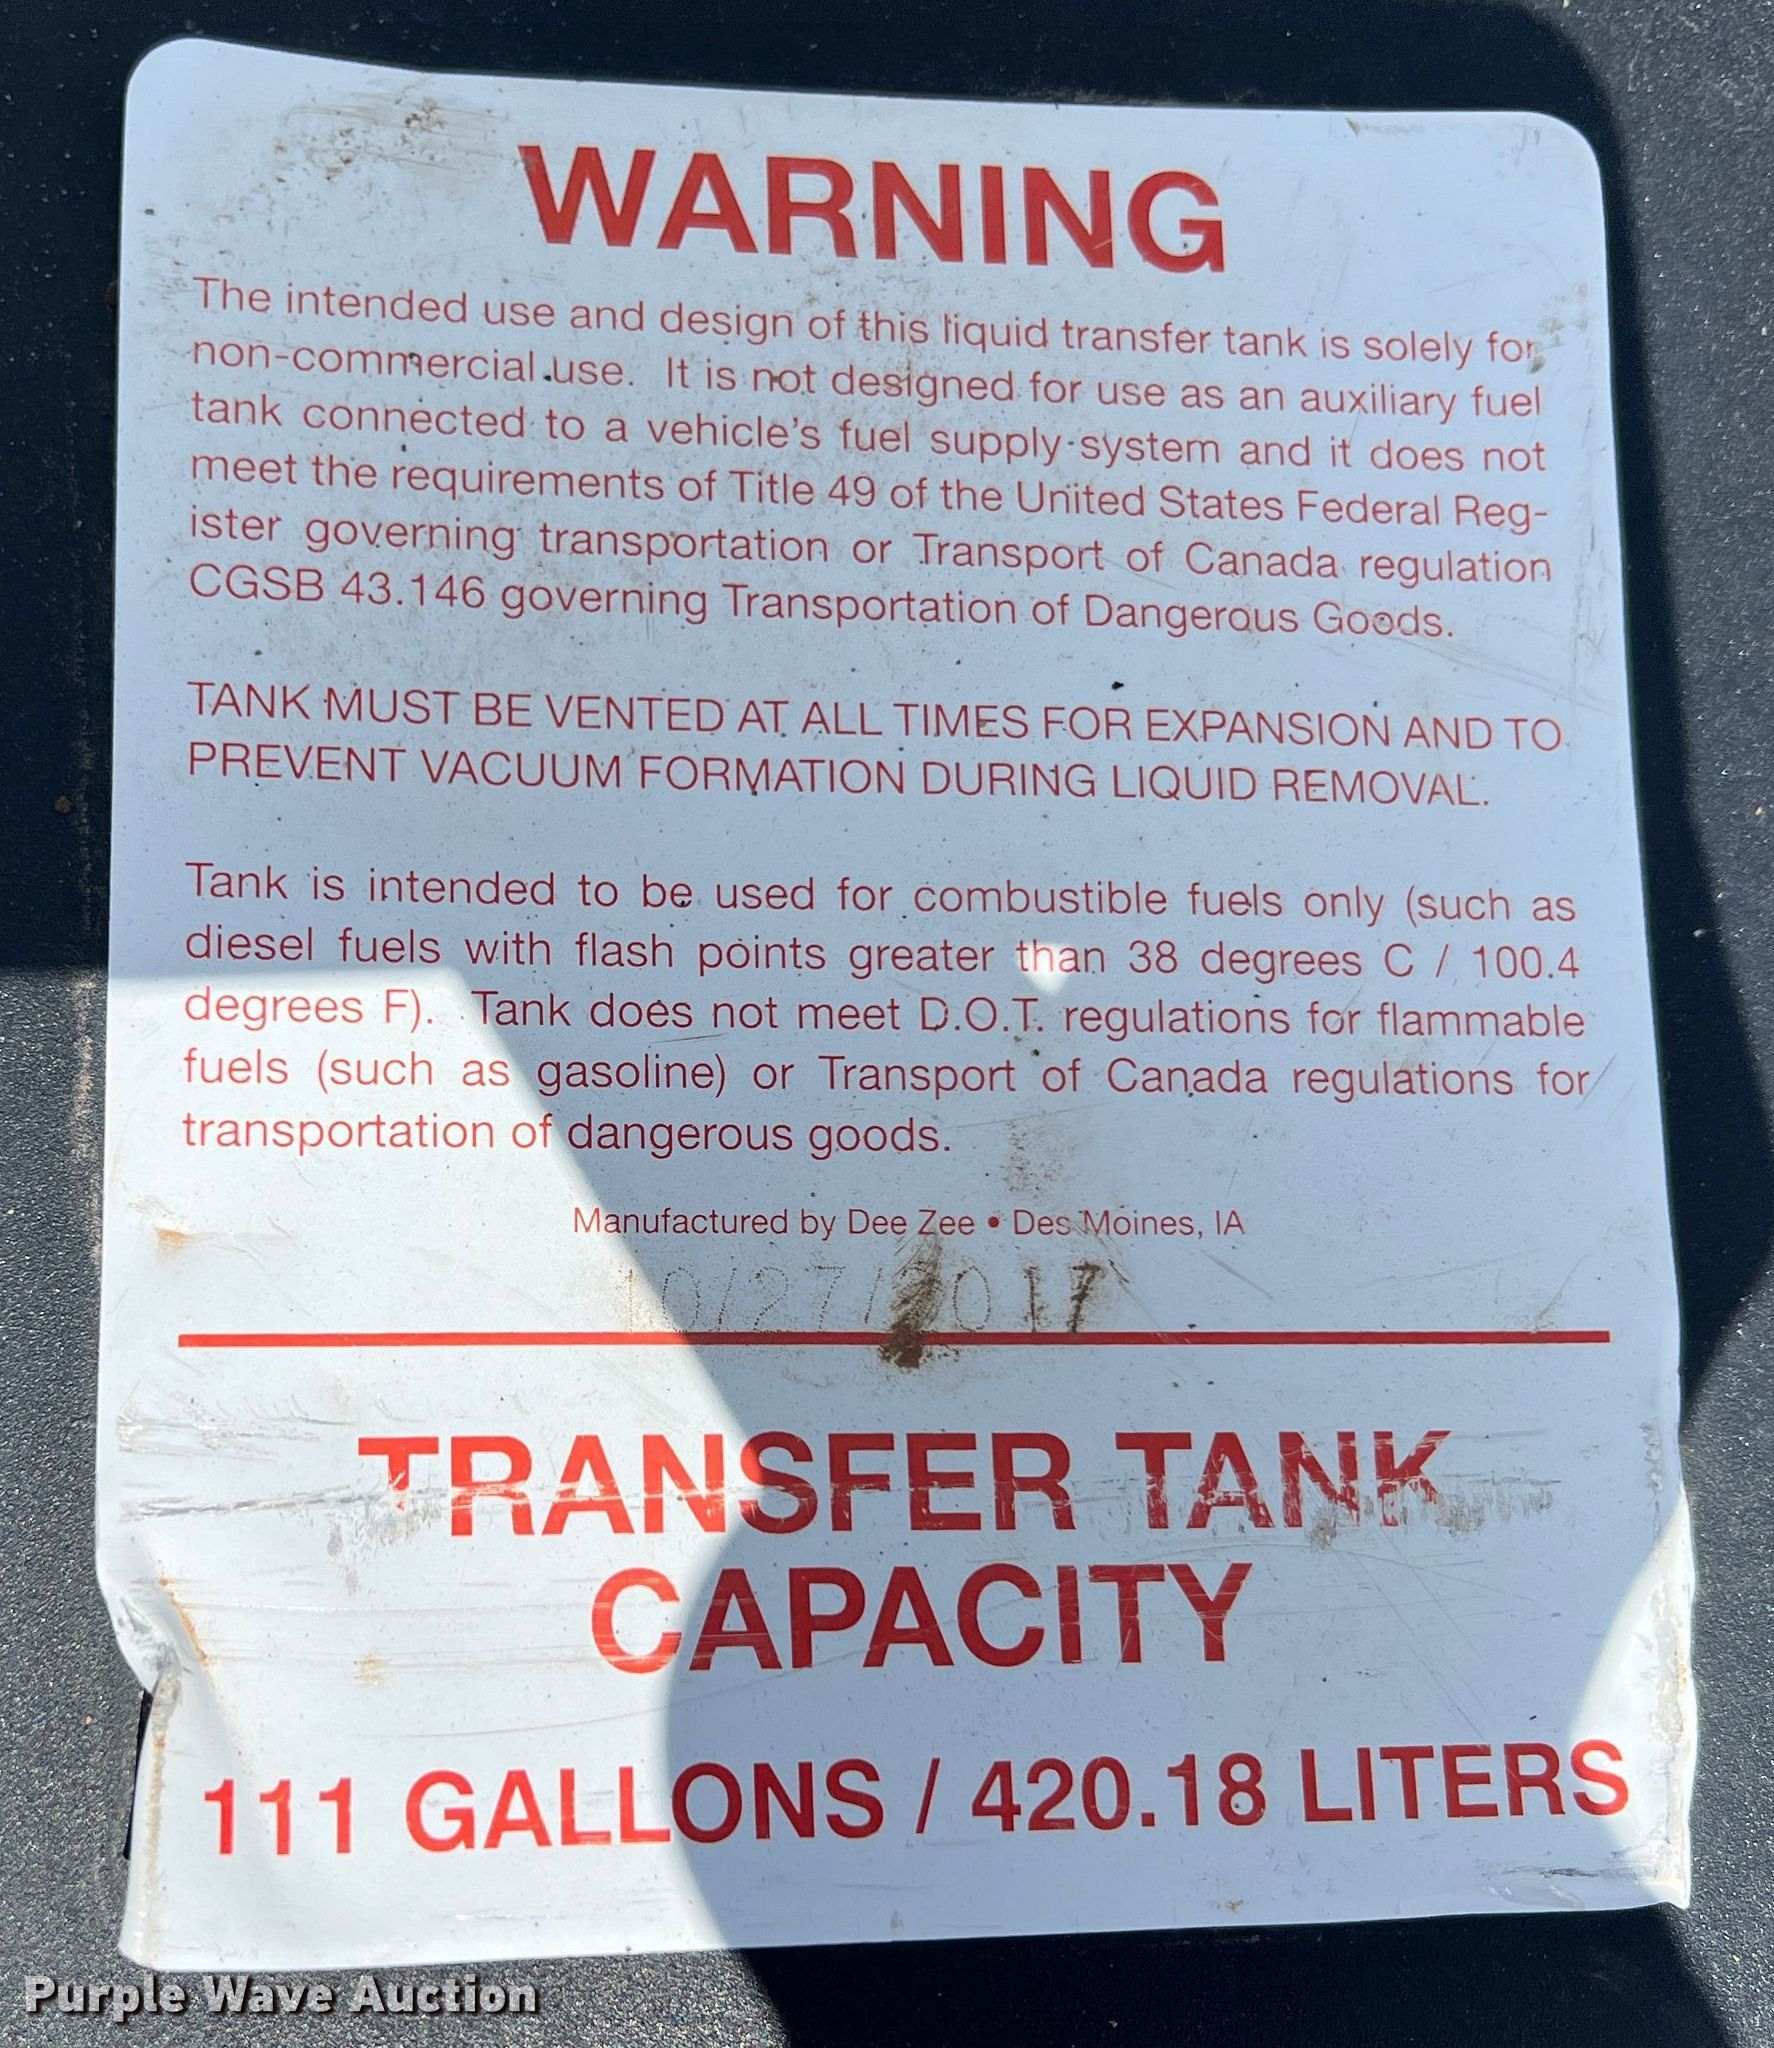 WARNING
The intended use and design of this liquid transfer tank is solely for
non-commercial use. It is not designed for use as an auxiliary fuel
tank connected to a vehicle's fuel supply system and it does not
meet the requirements of Title 49 of the United States Federal Reg-
ister governing transportation or Transport of Canada regulation
CGSB 43.146 governing Transportation of Dangerous Goods.
TANK MUST BE VENTED AT ALL TIMES FOR EXPANSION AND TO
PREVENT VACUUM FORMATION DURING LIQUID REMOVAL.
Tank is intended to be used for combustible fuels only (such as
diesel fuels with flash points greater than 38 degrees C / 100.4
degrees F). Tank does not meet D.O.T. regulations for flammable
fuels (such as gasoline) or Transport of Canada regulations for
transportation of dangerous goods.
Manufactured by Dee Zee • Des Moines, IA
10/27/2017
TRANSFER TANK
CAPACITY
111 GALLONS / 420.18 LITERS
Purple Wave Auction